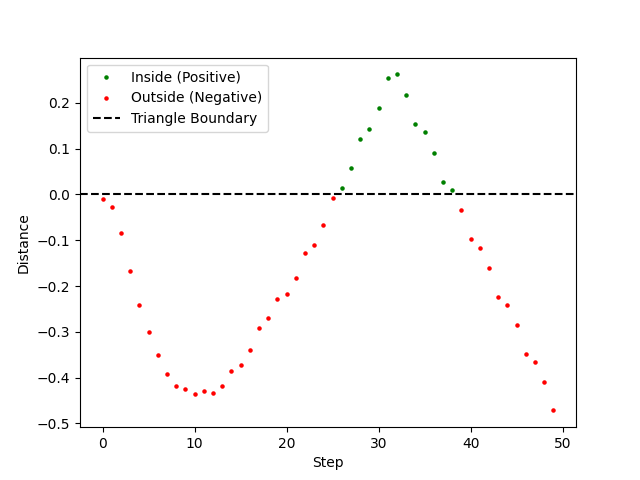 Inside (Positive)
Outside (Negative)
Triangle Boundary
0.2
0.1
0.0
−0.1
−0.2
−0.3
−0.4
−0.5
Distance
0 10 20 30 40 50
Step